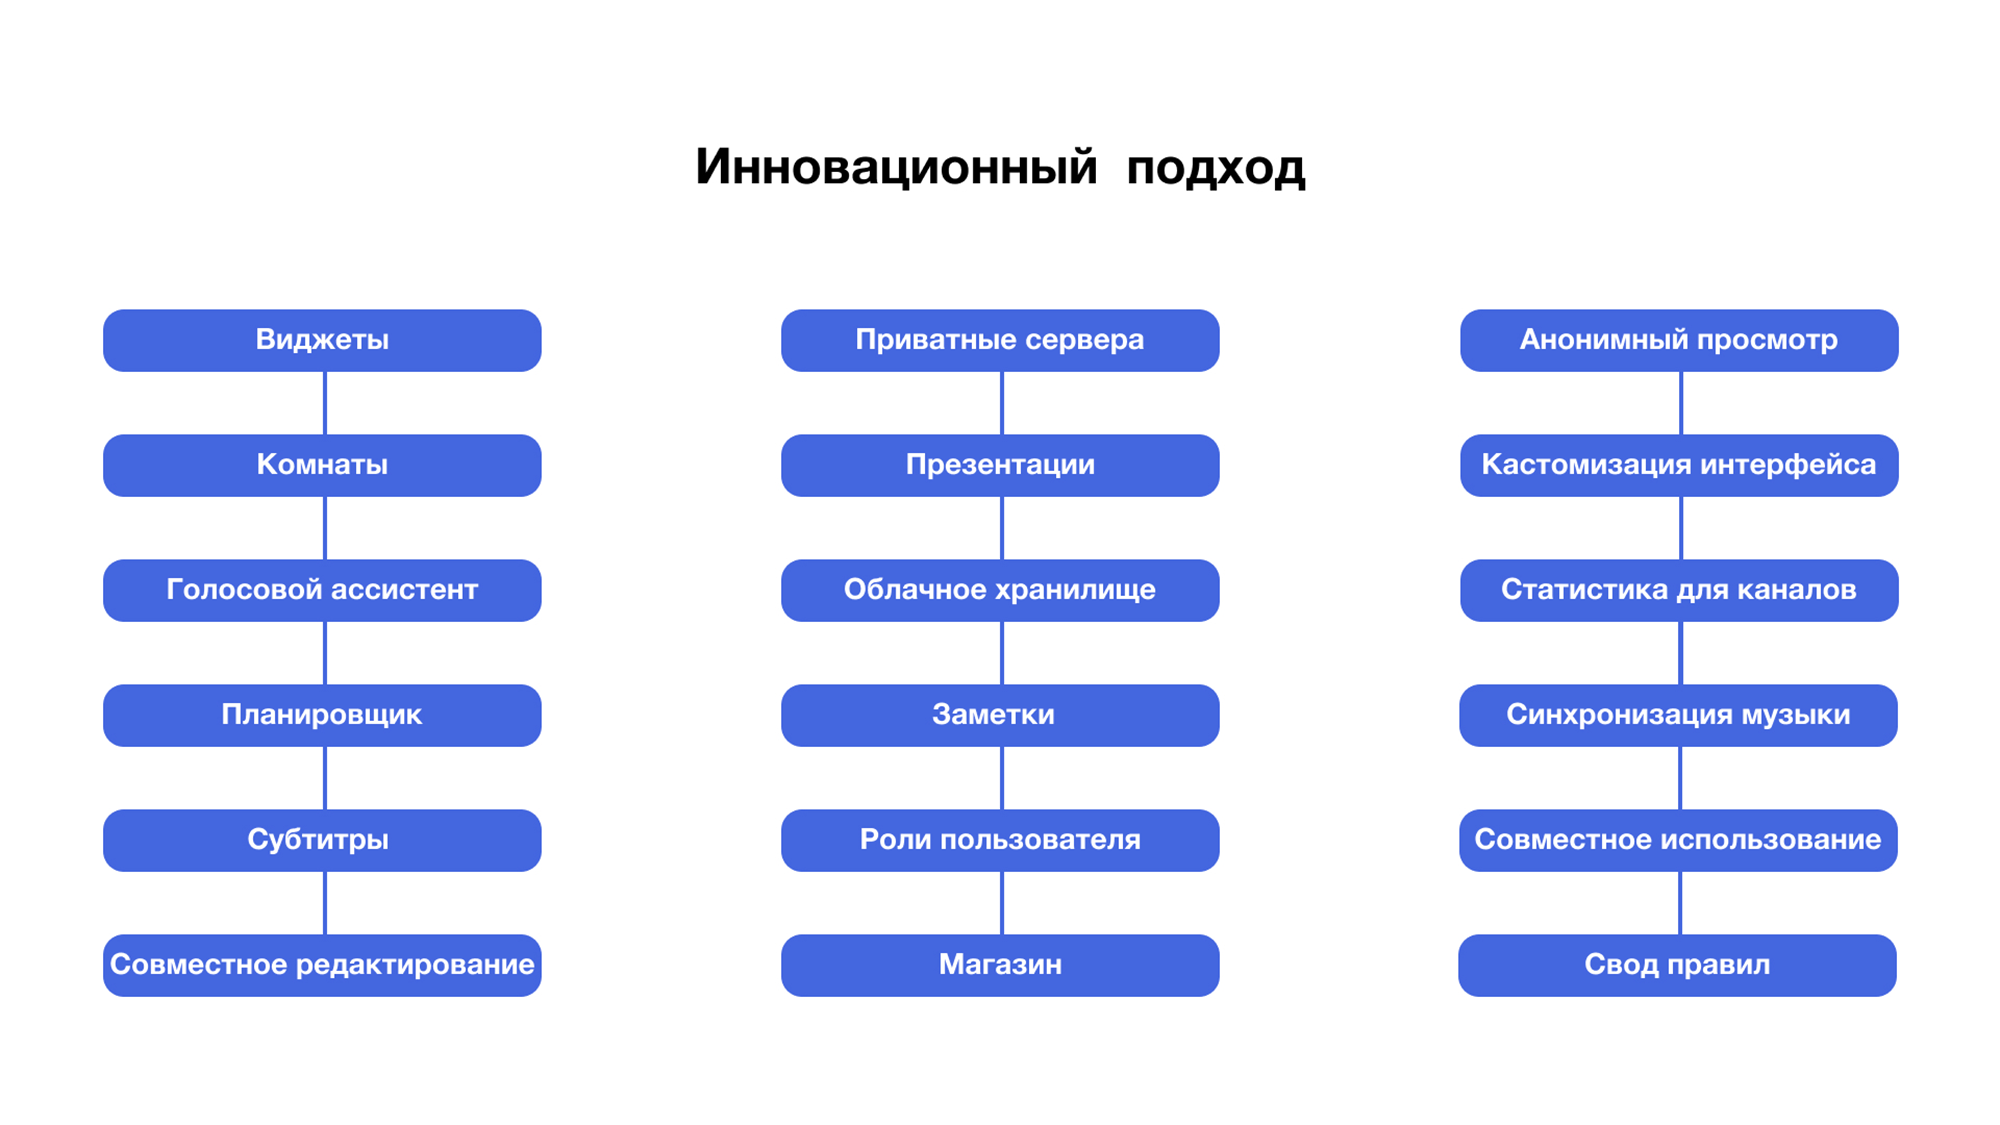 Инновационный подход
Виджеты
Комнаты
Голосовой ассистент
Планировщик
Субтитры
Совместное редактирование
Приватные сервера
Презентации
Облачное хранилище
Заметки
Роли пользователя
Магазин
Анонимный просмотр
Кастомизация интерфейса
Статистика для каналов
Синхронизация музыки
Совместное использование
Свод правил